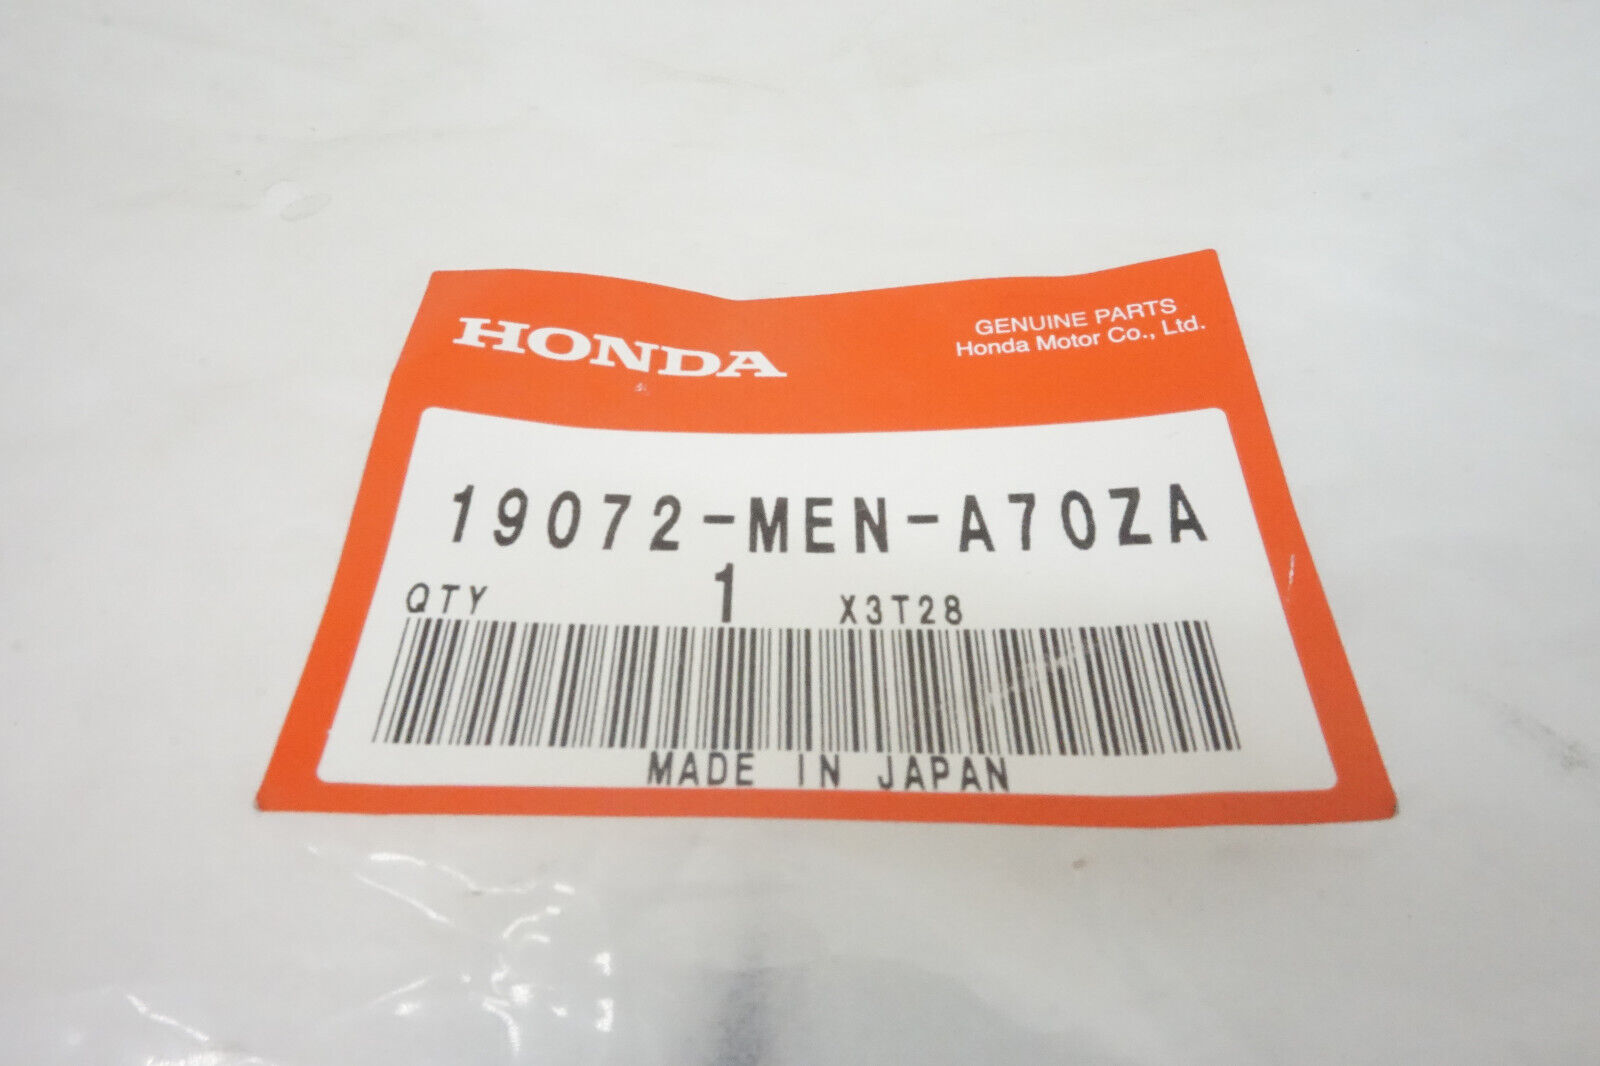 HONDA
GENUINE PARTS
Honda Motor Co., Ltd.
19072-MEN-A70ZA
QTY 1 X3T28
MADE IN JAPAN